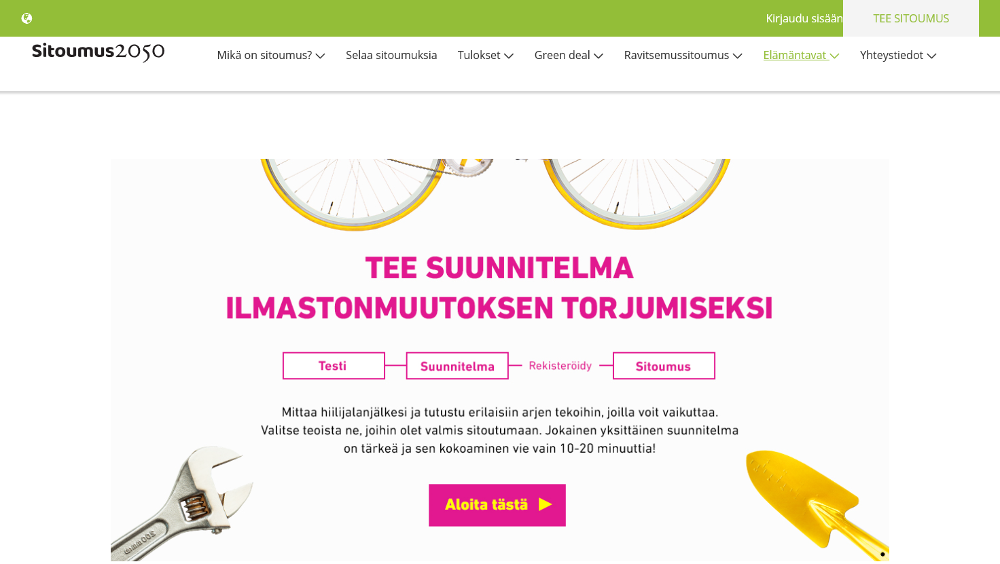 Kirjaudu sisään
TEE SITOUMUS
Sitoumus2050
Mikä on sitoumus?
Selaa sitoumuksia
Tulokset
Green deal
Ravitsemussitoumus
Elämäntavat
Yhteystiedot
TEE SUUNNITELMA
ILMASTONMUUTOKSEN TORJUMISEKSI
Testi
Suunnitelma
Rekisteröidy
Sitoumus
Mittaa hiilijalanjälkesi ja tutustu erilaisiin arjen tekoihin, joilla voit vaikuttaa.
Valitse teoista ne, joihin olet valmis sitoutumaan. Jokainen yksittäinen suunnitelma
on tärkeä ja sen kokoaminen vie vain 10-20 minuuttia!
Aloita tästä